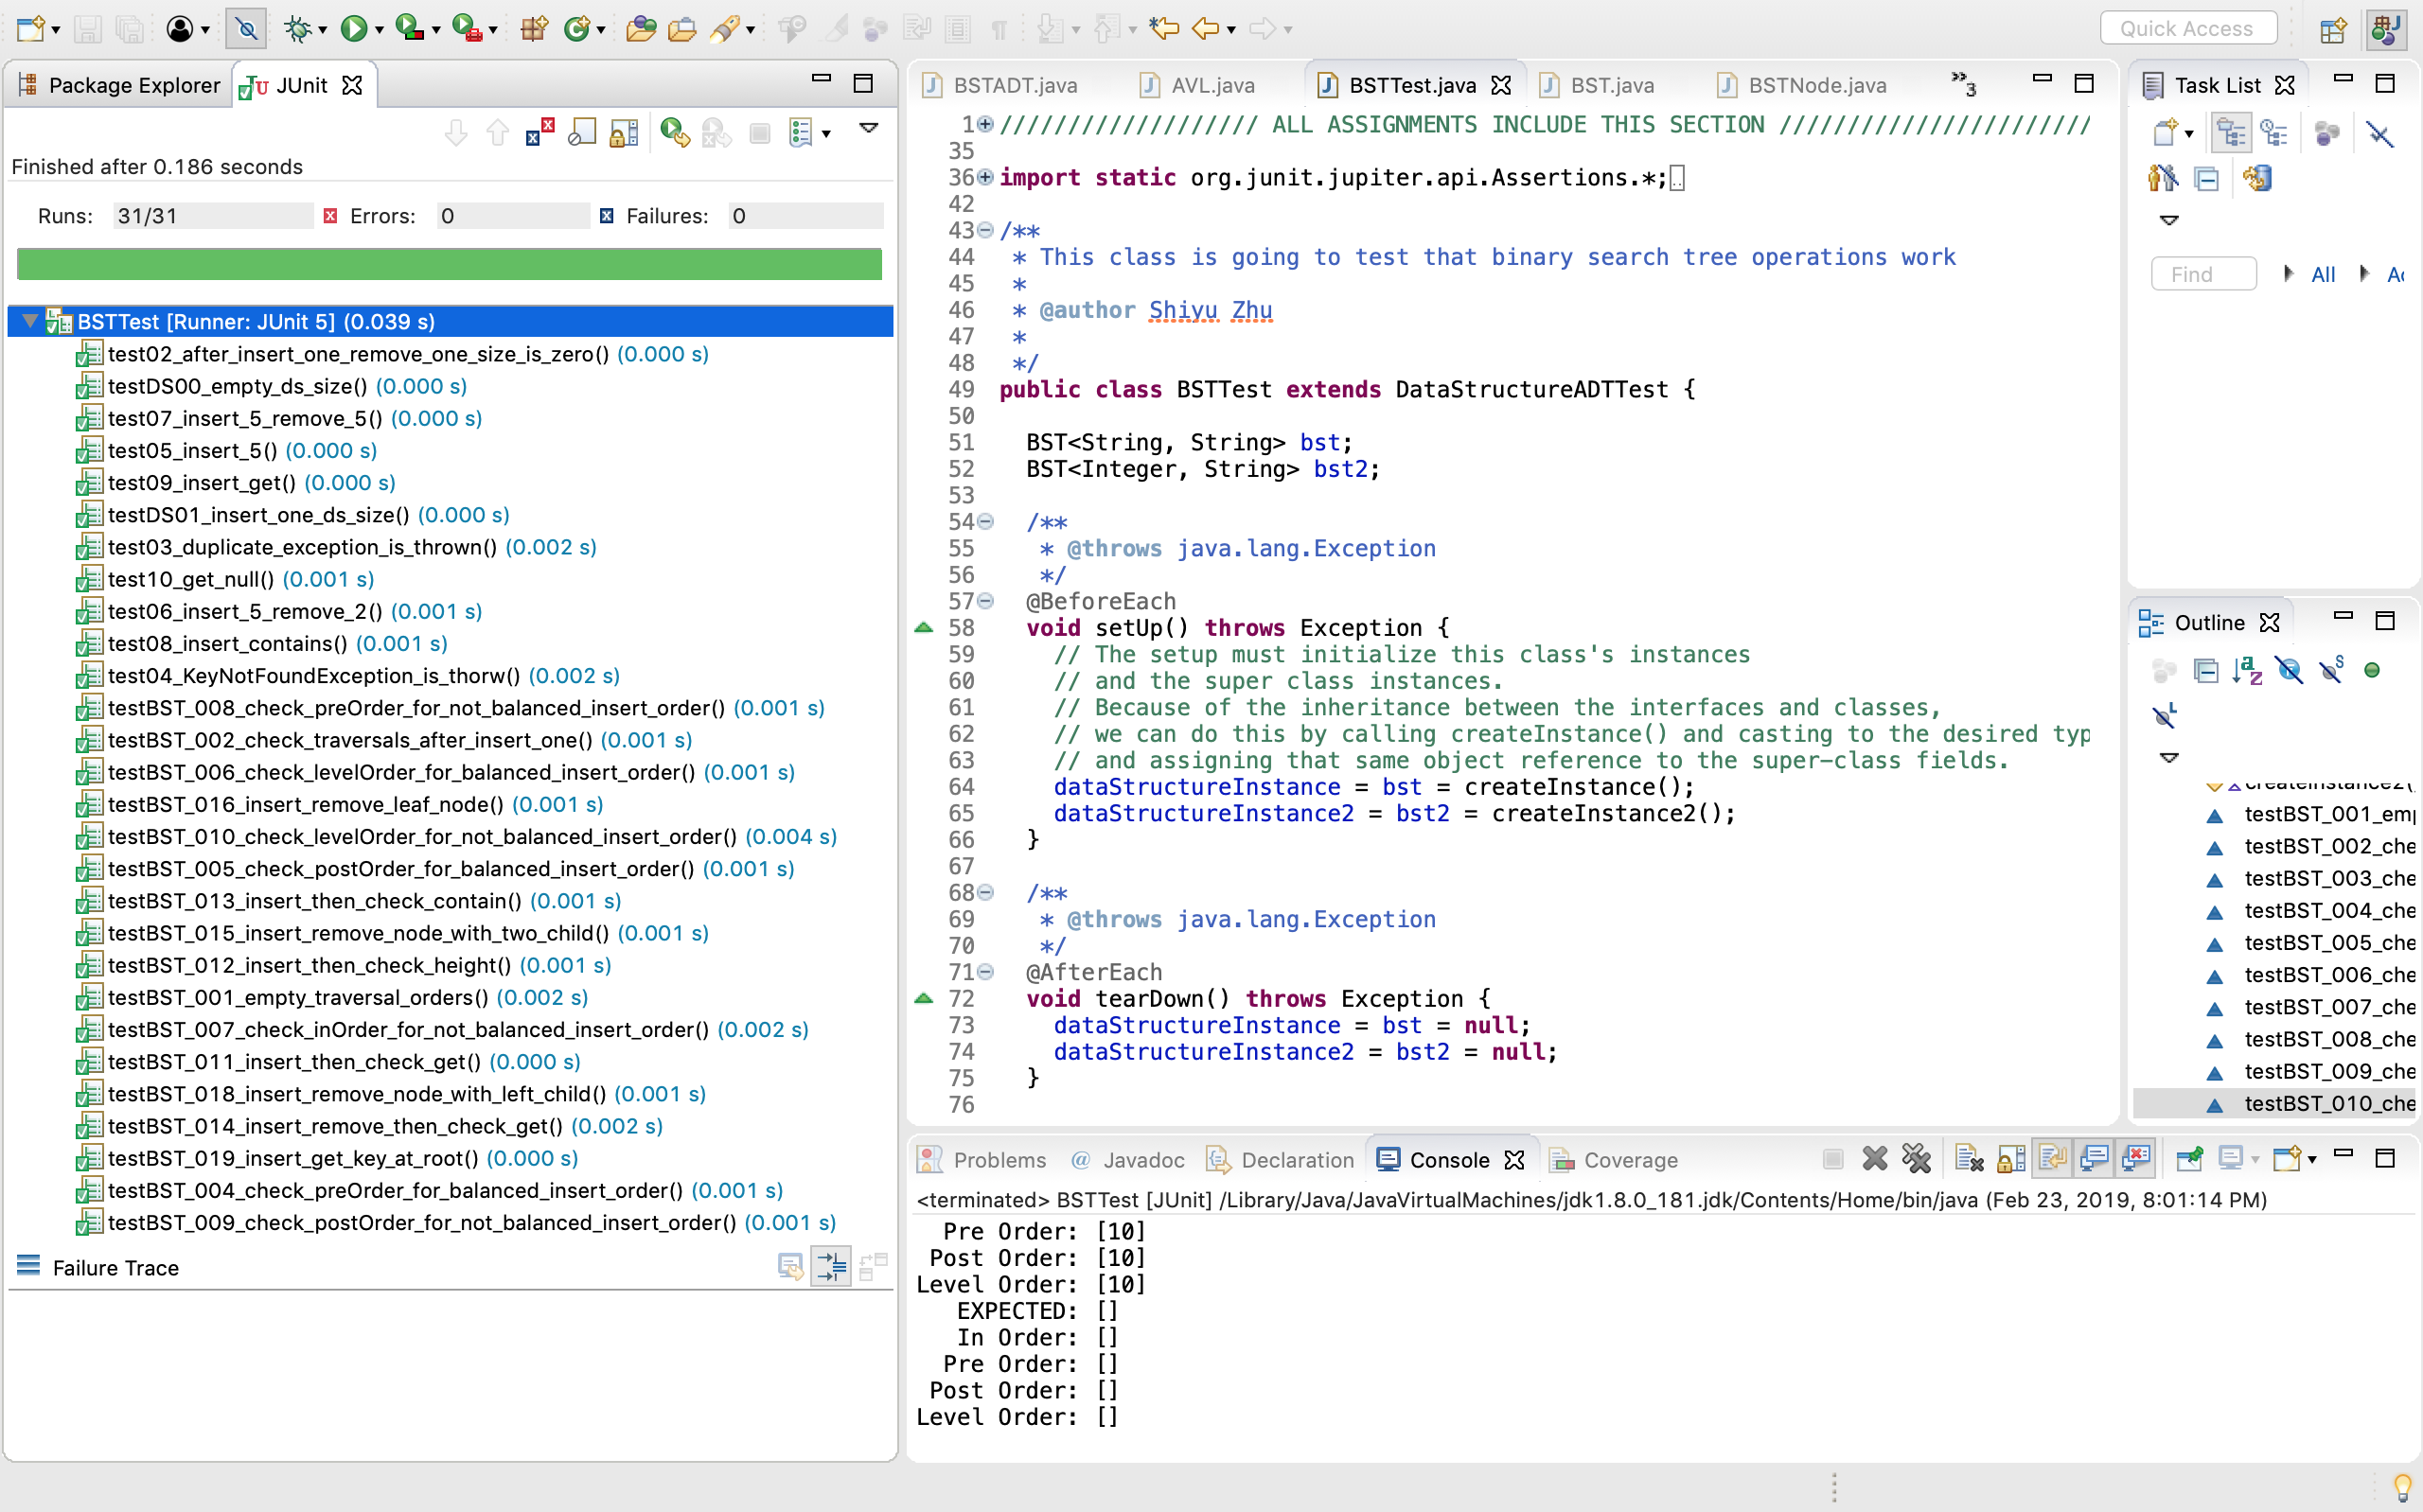 Quick Access
Package Explorer
JUnit
Finished after 0.186 seconds
Runs: 31/31 Errors: 0 Failures: 0
BSTTest [Runner: JUnit 5] (0.039 s)
test02_after_insert_one_remove_one_size_is_zero() (0.000 s)
testDS00_empty_ds_size() (0.000 s)
test07_insert_5_remove_5() (0.000 s)
test05_insert_5() (0.000 s)
test09_insert_get() (0.000 s)
testDS01_insert_one_ds_size() (0.000 s)
test03_duplicate_exception_is_thrown() (0.002 s)
test10_get_null() (0.001 s)
test06_insert_5_remove_2() (0.001 s)
test08_insert_contains() (0.001 s)
test04_KeyNotFoundException_is_thorw() (0.002 s)
testBST_008_check_preOrder_for_not_balanced_insert_order() (0.001 s)
testBST_002_check_traversals_after_insert_one() (0.001 s)
testBST_006_check_levelOrder_for_balanced_insert_order() (0.001 s)
testBST_016_insert_remove_leaf_node() (0.001 s)
testBST_010_check_levelOrder_for_not_balanced_insert_order() (0.004 s)
testBST_005_check_postOrder_for_balanced_insert_order() (0.001 s)
testBST_013_insert_then_check_contain() (0.001 s)
testBST_015_insert_remove_node_with_two_child() (0.001 s)
testBST_012_insert_then_check_height() (0.001 s)
testBST_001_empty_traversal_orders() (0.002 s)
testBST_007_check_inOrder_for_not_balanced_insert_order() (0.002 s)
testBST_011_insert_then_check_get() (0.000 s)
testBST_018_insert_remove_node_with_left_child() (0.001 s)
testBST_014_insert_remove_then_check_get() (0.002 s)
testBST_019_insert_get_key_at_root() (0.000 s)
testBST_004_check_preOrder_for_balanced_insert_order() (0.001 s)
testBST_009_check_postOrder_for_not_balanced_insert_order() (0.001 s)
Failure Trace
BSTADT.java AVL.java BSTTest.java BST.java BSTNode.java »3
1 /////////////////// ALL ASSIGNMENTS INCLUDE THIS SECTION ///////////////////////
35
36 import static org.junit.jupiter.api.Assertions.*;
42
43 /**
44 * This class is going to test that binary search tree operations work
45 *
46 * @author Shiyu Zhu
47 *
48 */
49 public class BSTTest extends DataStructureADTTest {
50
51 BST<String, String> bst;
52 BST<Integer, String> bst2;
53
54 /**
55 * @throws java.lang.Exception
56 */
57 @BeforeEach
58 void setUp() throws Exception {
59 // The setup must initialize this class's instances
60 // and the super class instances.
61 // Because of the inheritance between the interfaces and classes,
62 // we can do this by calling createInstance() and casting to the desired typ
63 // and assigning that same object reference to the super-class fields.
64 dataStructureInstance = bst = createInstance();
65 dataStructureInstance2 = bst2 = createInstance2();
66 }
67
68 /**
69 * @throws java.lang.Exception
70 */
71 @AfterEach
72 void tearDown() throws Exception {
73 dataStructureInstance = bst = null;
74 dataStructureInstance2 = bst2 = null;
75 }
76
Problems @ Javadoc Declaration Console Coverage
<terminated> BSTTest [JUnit] /Library/Java/JavaVirtualMachines/jdk1.8.0_181.jdk/Contents/Home/bin/java (Feb 23, 2019, 8:01:14 PM)
Pre Order: [10]
Post Order: [10]
Level Order: [10]
EXPECTED: []
In Order: []
Pre Order: []
Post Order: []
Level Order: []
Task List
Find All
Outline
testBST_001_em
testBST_002_che
testBST_003_che
testBST_004_che
testBST_005_che
testBST_006_che
testBST_007_che
testBST_008_che
testBST_009_che
testBST_010_che